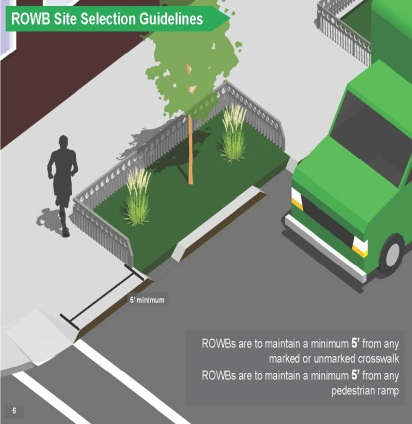 ROWB Site Selection Guidelines
5' minimum
ROWBs are to maintain a minimum 5' from any
marked or unmarked crosswalk
ROWBs are to maintain a minimum 5' from any
pedestrian ramp
6